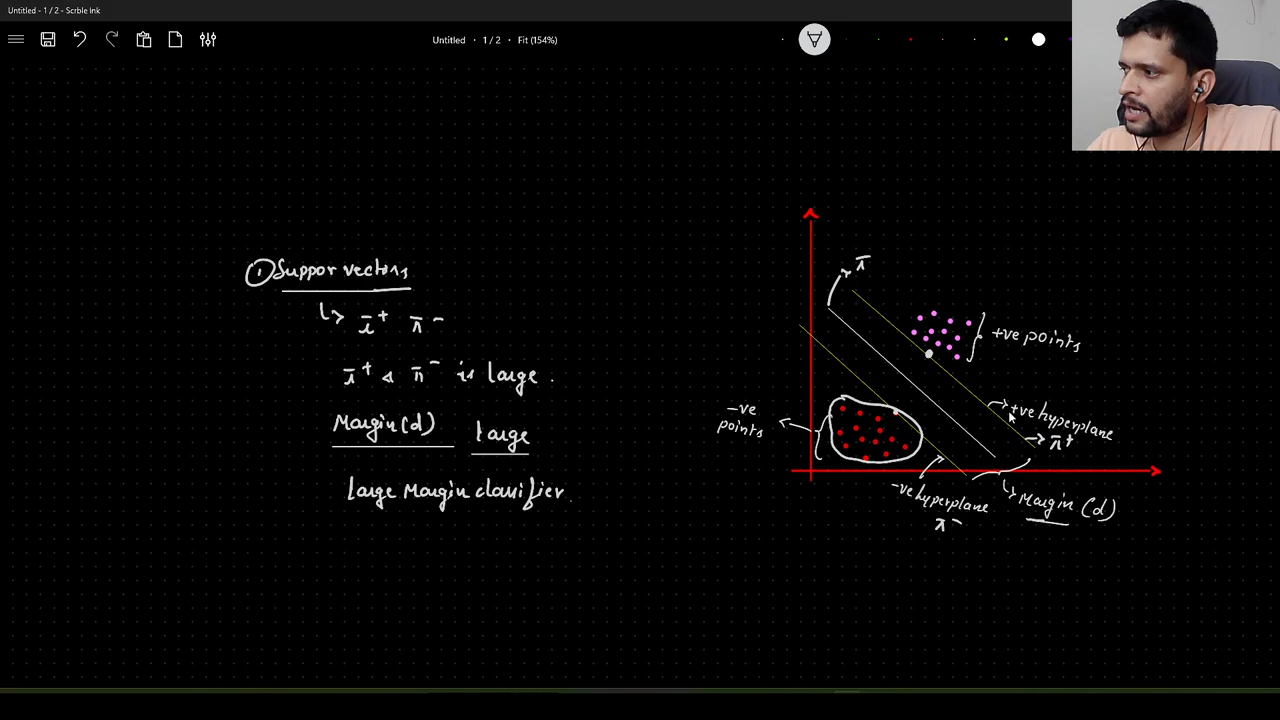 Untitled - 1 / 2 - Scrble Ink
Untitled · 1 / 2 · Fit (154%)
① Suppor vectors
↳ π⁺ π⁻
π⁺ & π⁻ is large.
Margin(d) large
large Margin classifier.
π
+ve points
-ve
points
+ve hyperplane
→ π⁺
-ve hyperplane
π⁻
Margin (d)